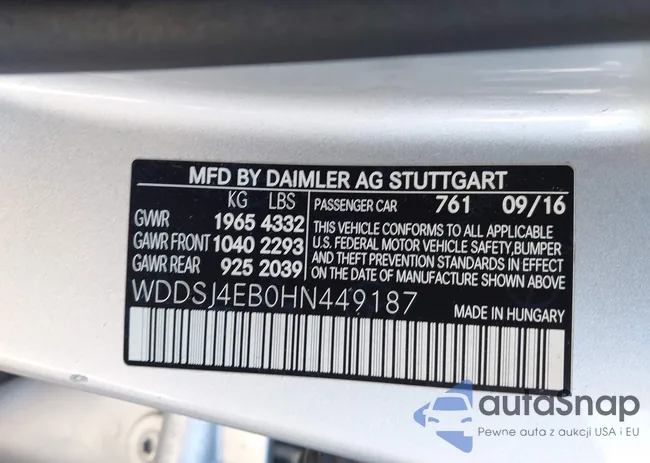 MFD BY DAIMLER AG STUTTGART
KG LBS PASSENGER CAR 761 09/16
GVWR 1965 4332
GAWR FRONT 1040 2293
GAWR REAR 925 2039
THIS VEHICLE CONFORMS TO ALL APPLICABLE
U.S. FEDERAL MOTOR VEHICLE SAFETY, BUMPER
AND THEFT PREVENTION STANDARDS IN EFFECT
ON THE DATE OF MANUFACTURE SHOWN ABOVE.
WDDSJ4EB0HN449187 MADE IN HUNGARY
autasnap
Pewne auta z aukcji USA i EU